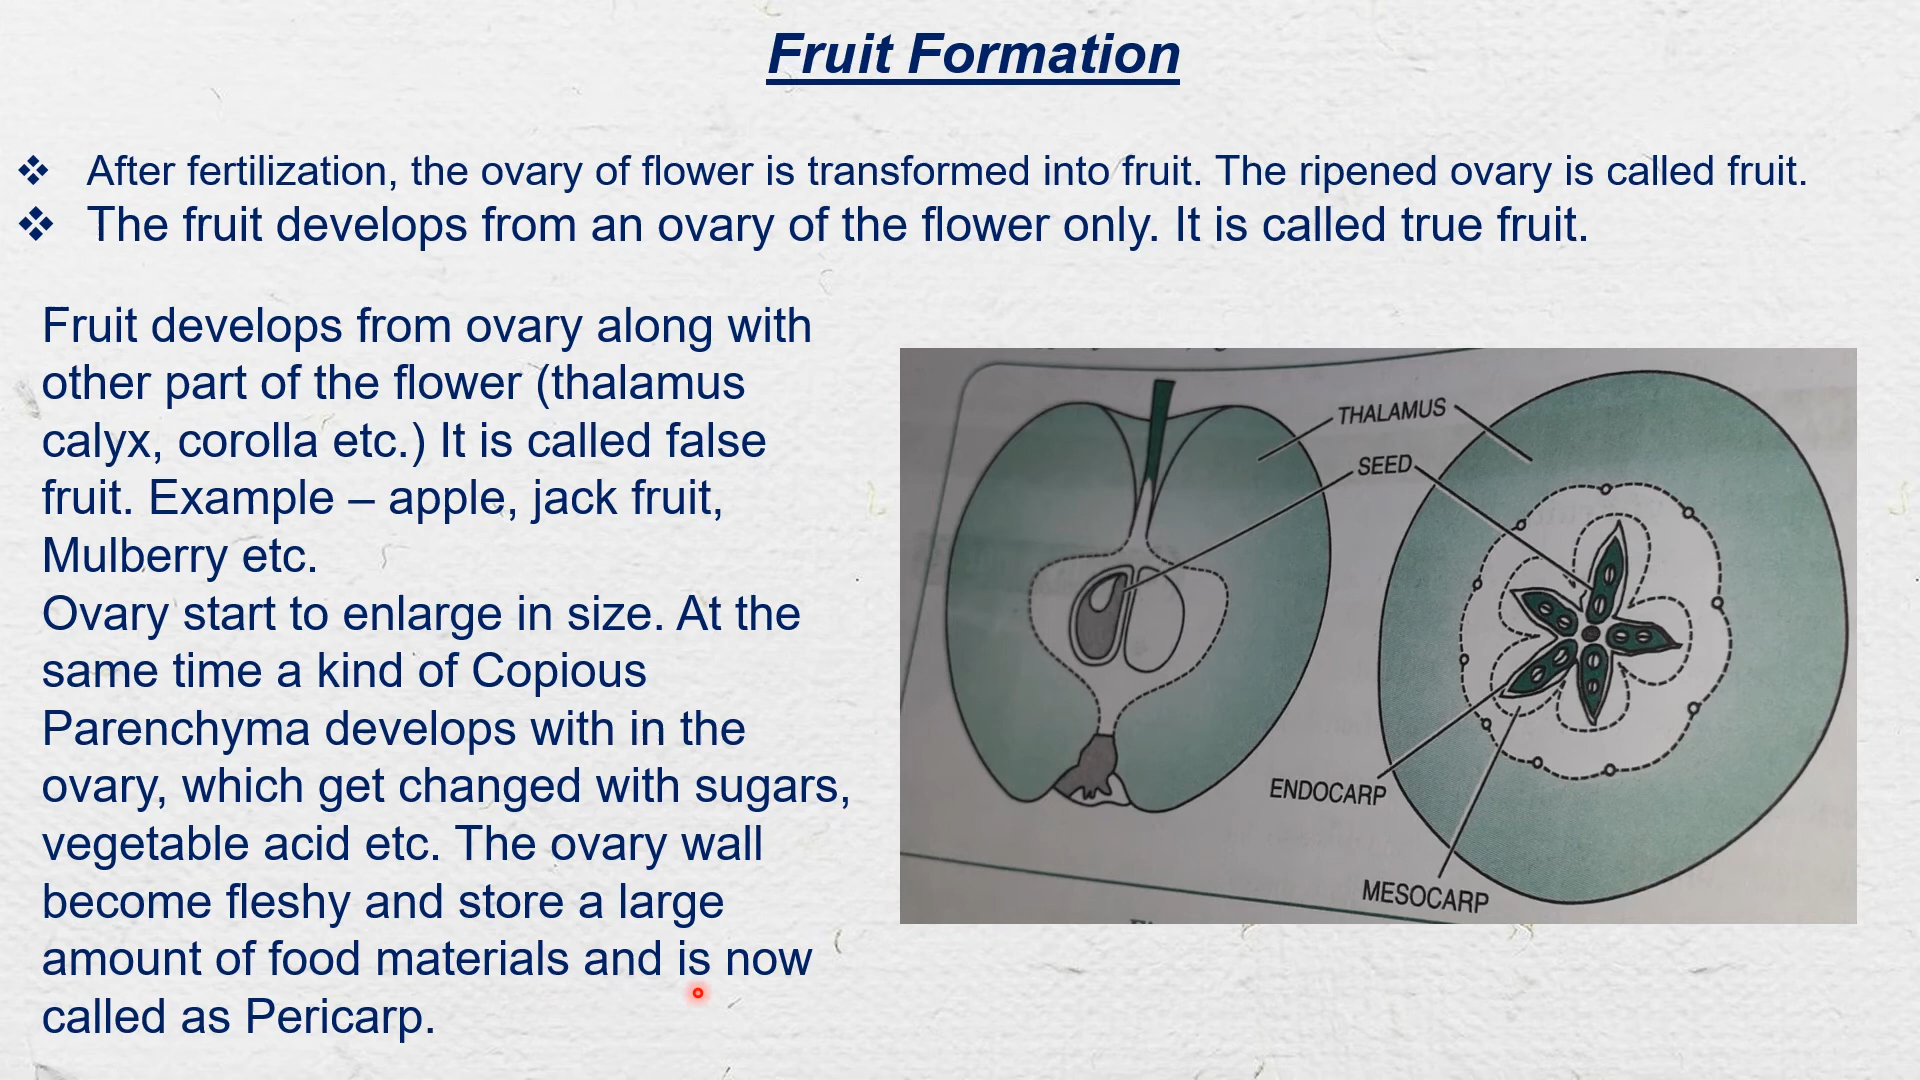 Fruit Formation
❖ After fertilization, the ovary of flower is transformed into fruit. The ripened ovary is called fruit.
❖ The fruit develops from an ovary of the flower only. It is called true fruit.
Fruit develops from ovary along with
other part of the flower (thalamus
calyx, corolla etc.) It is called false
fruit. Example – apple, jack fruit,
Mulberry etc.
Ovary start to enlarge in size. At the
same time a kind of Copious
Parenchyma develops with in the
ovary, which get changed with sugars,
vegetable acid etc. The ovary wall
become fleshy and store a large
amount of food materials and is now
called as Pericarp.
THALAMUS
SEED
ENDOCARP
MESOCARP